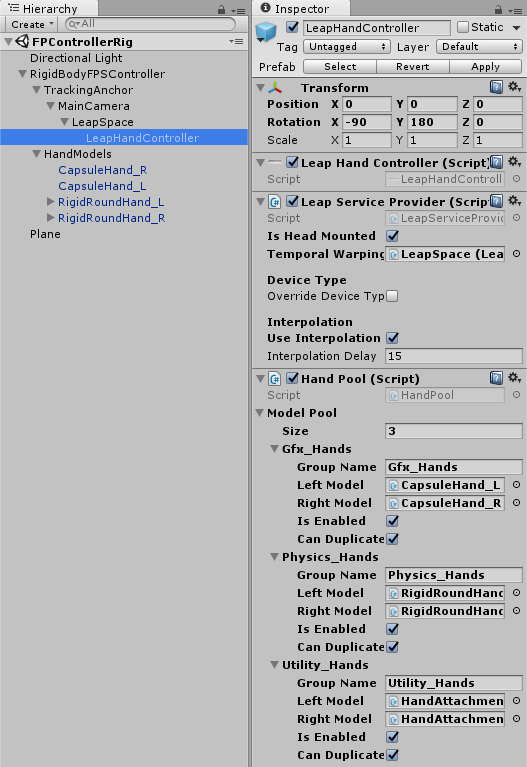 Hierarchy
Create
All
FPControllerRig
Directional Light
RigidBodyFPSController
TrackingAnchor
MainCamera
LeapSpace
LeapHandController
HandModels
CapsuleHand_R
CapsuleHand_L
RigidRoundHand_L
RigidRoundHand_R
Plane
Inspector
LeapHandController Static
Tag Untagged Layer Default
Prefab Select Revert Apply
Transform
Position X 0 Y 0 Z 0
Rotation X -90 Y 180 Z 0
Scale X 1 Y 1 Z 1
Leap Hand Controller (Script)
Script LeapHandControll
Leap Service Provider (Scrip
Script LeapServiceProvid
Is Head Mounted
Temporal Warping LeapSpace (Lea
Device Type
Override Device Typ
Interpolation
Use Interpolation
Interpolation Delay 15
Hand Pool (Script)
Script HandPool
Model Pool
Size 3
Gfx_Hands
Group Name Gfx_Hands
Left Model CapsuleHand_L
Right Model CapsuleHand_R
Is Enabled
Can Duplicate
Physics_Hands
Group Name Physics_Hands
Left Model RigidRoundHand
Right Model RigidRoundHand
Is Enabled
Can Duplicate
Utility_Hands
Group Name Utility_Hands
Left Model HandAttachmen
Right Model HandAttachmen
Is Enabled
Can Duplicate